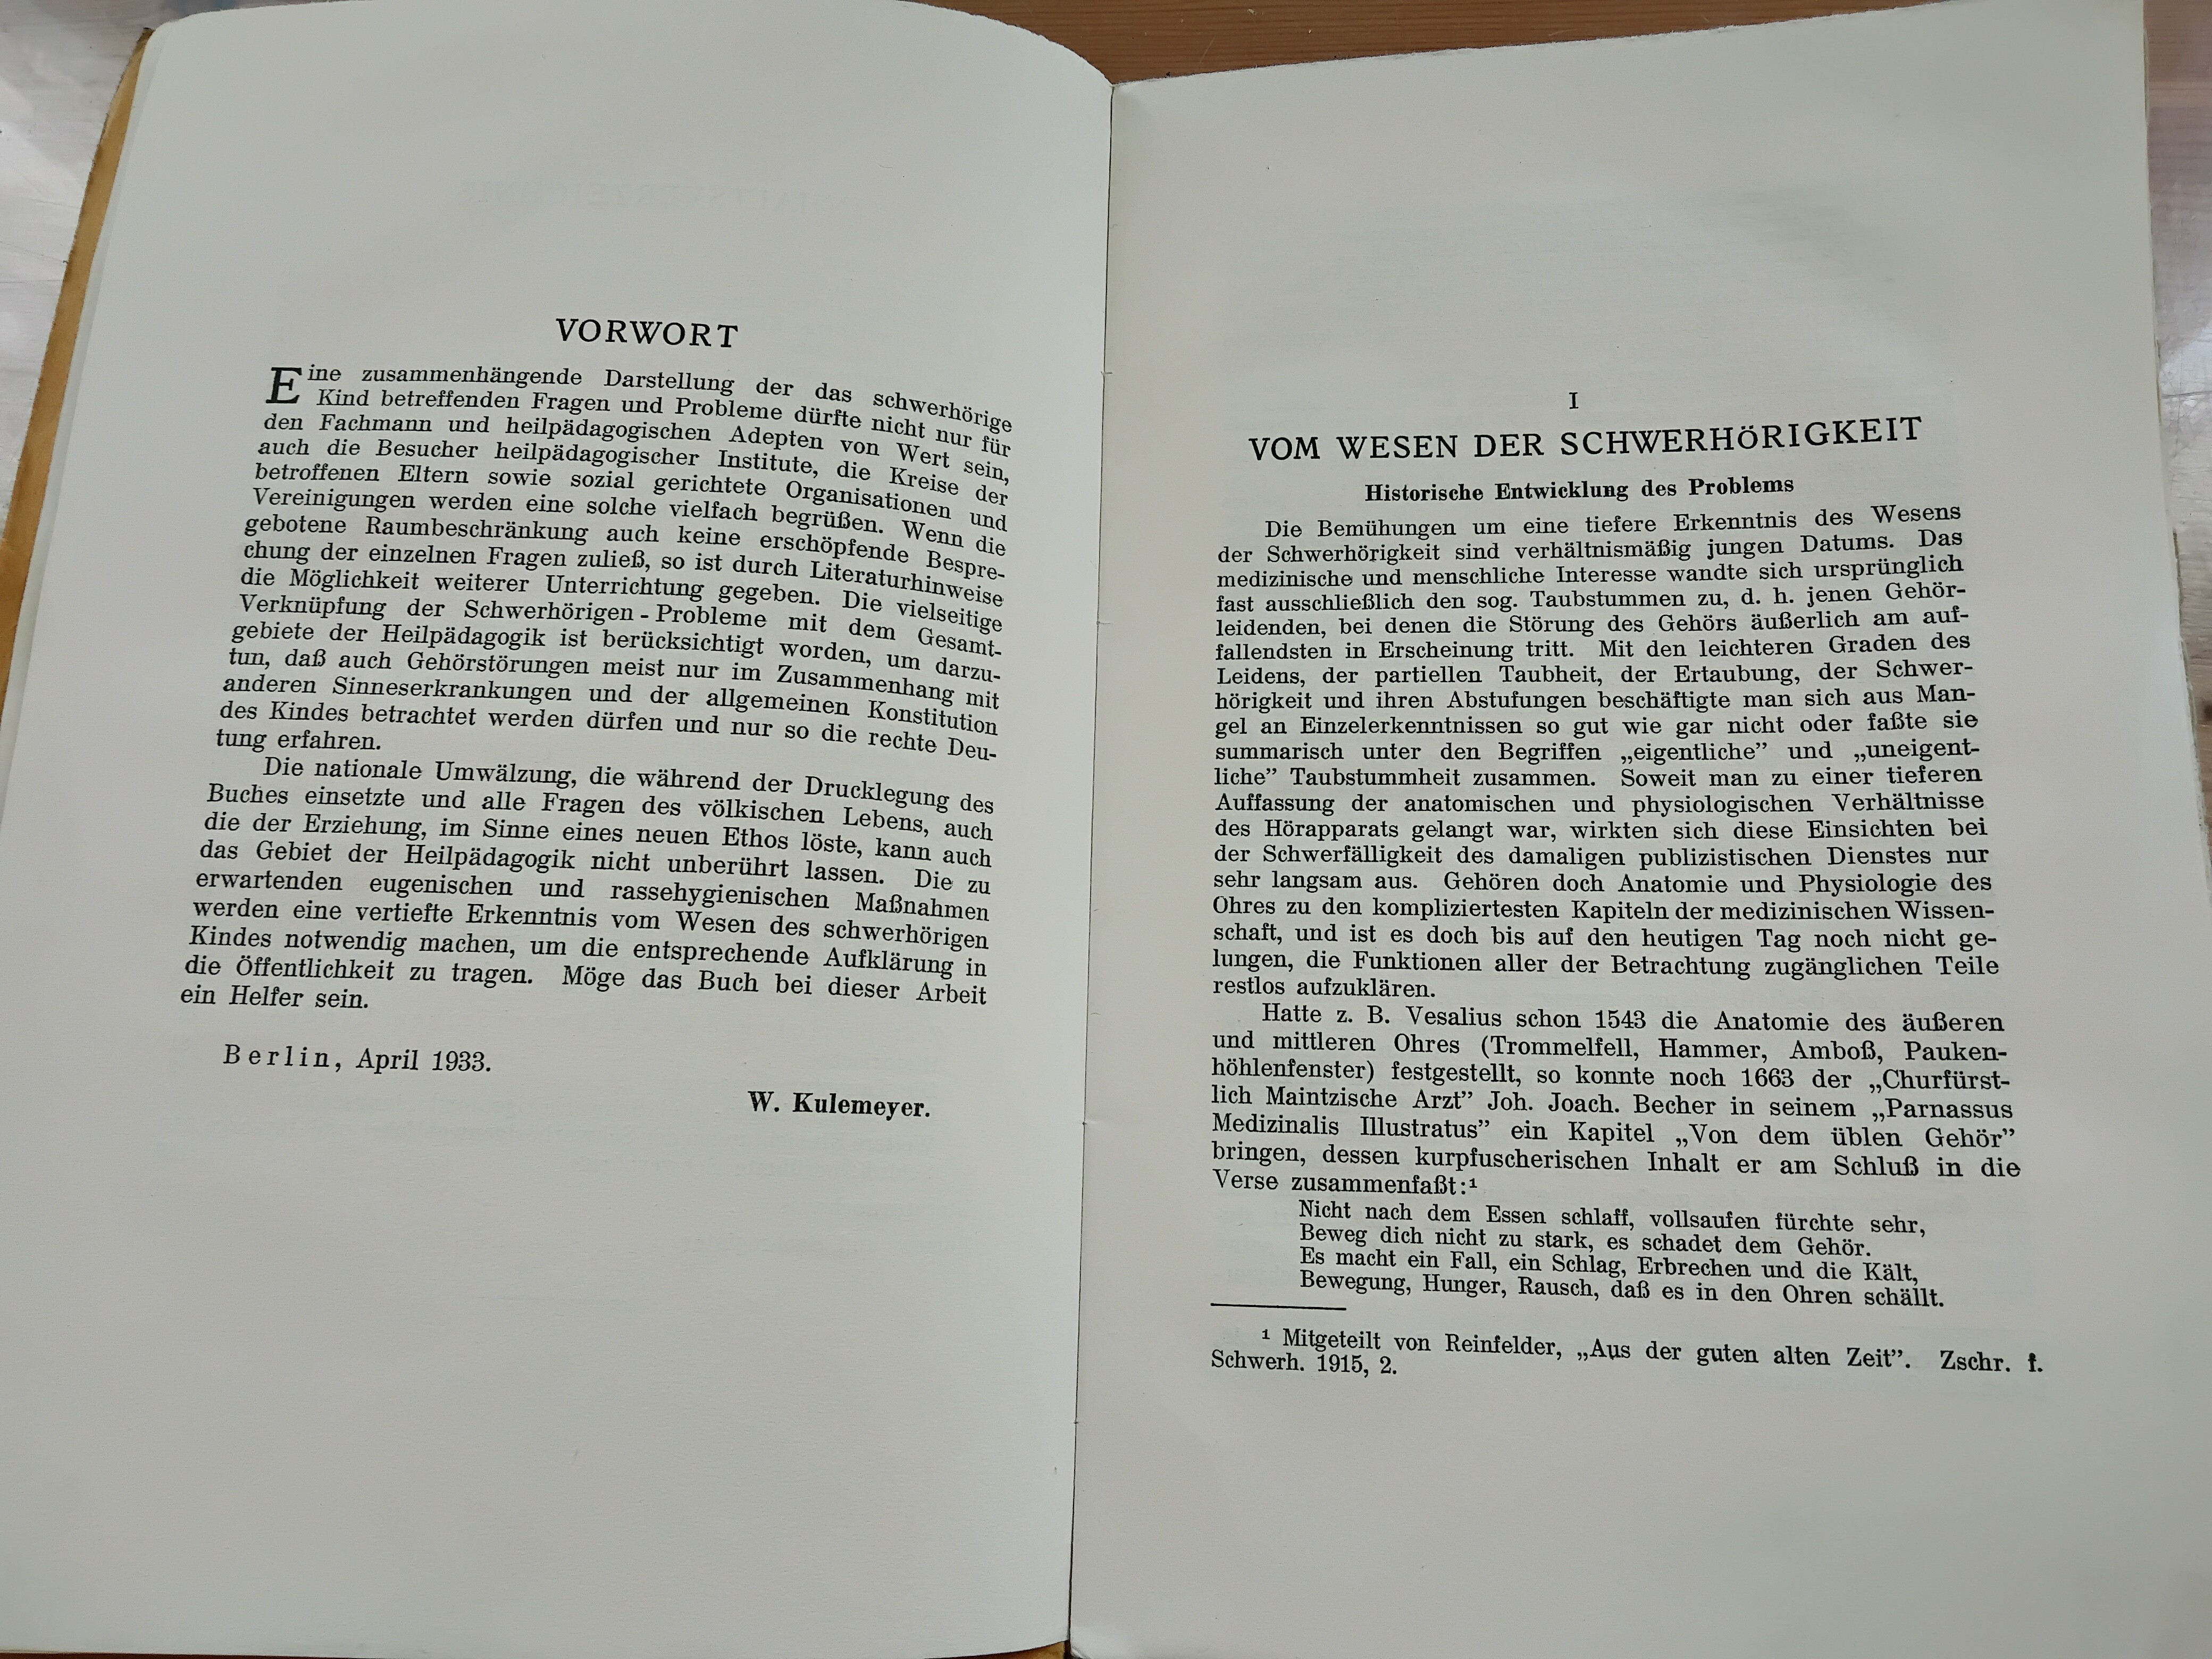 VORWORT
Eine zusammenhängende Darstellung der das schwerhörige
Kind betreffenden Fragen und Probleme dürfte nicht nur für
den Fachmann und heilpädagogischen Adepten von Wert sein,
auch die Besucher heilpädagogischer Institute, die Kreise der
betroffenen Eltern sowie sozial gerichtete Organisationen und
Vereinigungen werden eine solche vielfach begrüßen. Wenn die
gebotene Raumbeschränkung auch keine erschöpfende Bespre-
chung der einzelnen Fragen zuließ, so ist durch Literaturhinweise
die Möglichkeit weiterer Unterrichtung gegeben. Die vielseitige
Verknüpfung der Schwerhörigen-Probleme mit dem Gesamt-
gebiete der Heilpädagogik ist berücksichtigt worden, um darzu-
tun, daß auch Gehörstörungen meist nur im Zusammenhang mit
anderen Sinneserkrankungen und der allgemeinen Konstitution
des Kindes betrachtet werden dürfen und nur so die rechte Deu-
tung erfahren.
Die nationale Umwälzung, die während der Drucklegung des
Buches einsetzte und alle Fragen des völkischen Lebens, auch
die der Erziehung, im Sinne eines neuen Ethos löste, kann auch
das Gebiet der Heilpädagogik nicht unberührt lassen. Die zu
erwartenden eugenischen und rassehygienischen Maßnahmen
werden eine vertiefte Erkenntnis vom Wesen des schwerhörigen
Kindes notwendig machen, um die entsprechende Aufklärung in
die Öffentlichkeit zu tragen. Möge das Buch bei dieser Arbeit
ein Helfer sein.
Berlin, April 1933.
W. Kulemeyer.
I
VOM WESEN DER SCHWERHÖRIGKEIT
Historische Entwicklung des Problems
Die Bemühungen um eine tiefere Erkenntnis des Wesens
der Schwerhörigkeit sind verhältnismäßig jungen Datums. Das
medizinische und menschliche Interesse wandte sich ursprünglich
fast ausschließlich den sog. Taubstummen zu, d. h. jenen Gehör-
leidenden, bei denen die Störung des Gehörs äußerlich am auf-
fallendsten in Erscheinung tritt. Mit den leichteren Graden des
Leidens, der partiellen Taubheit, der Ertaubung, der Schwer-
hörigkeit und ihren Abstufungen beschäftigte man sich aus Man-
gel an Einzelerkenntnissen so gut wie gar nicht oder faßte sie
summarisch unter den Begriffen „eigentliche” und „uneigent-
liche” Taubstummheit zusammen. Soweit man zu einer tieferen
Auffassung der anatomischen und physiologischen Verhältnisse
des Hörapparats gelangt war, wirkten sich diese Einsichten bei
der Schwerfälligkeit des damaligen publizistischen Dienstes nur
sehr langsam aus. Gehören doch Anatomie und Physiologie des
Ohres zu den kompliziertesten Kapiteln der medizinischen Wissen-
schaft, und ist es doch bis auf den heutigen Tag noch nicht ge-
lungen, die Funktionen aller der Betrachtung zugänglichen Teile
restlos aufzuklären.
Hatte z. B. Vesalius schon 1543 die Anatomie des äußeren
und mittleren Ohres (Trommelfell, Hammer, Amboß, Pauken-
höhlenfenster) festgestellt, so konnte noch 1663 der „Churfürst-
lich Maintzische Arzt” Joh. Joach. Becher in seinem „Parnassus
Medizinalis Illustratus” ein Kapitel „Von dem üblen Gehör”
bringen, dessen kurpfuscherischen Inhalt er am Schluß in die
Verse zusammenfaßt:¹
Nicht nach dem Essen schlaff, vollsaufen fürchte sehr,
Beweg dich nicht zu stark, es schadet dem Gehör.
Es macht ein Fall, ein Schlag, Erbrechen und die Kält,
Bewegung, Hunger, Rausch, daß es in den Ohren schällt.
¹ Mitgeteilt von Reinfelder, „Aus der guten alten Zeit”. Zschr. f.
Schwerh. 1915, 2.